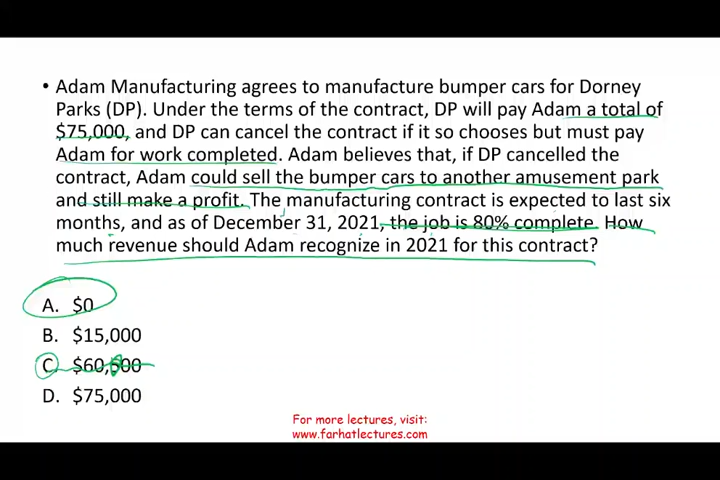 • Adam Manufacturing agrees to manufacture bumper cars for Dorney
Parks (DP). Under the terms of the contract, DP will pay Adam a total of
$75,000, and DP can cancel the contract if it so chooses but must pay
Adam for work completed. Adam believes that, if DP cancelled the
contract, Adam could sell the bumper cars to another amusement park
and still make a profit. The manufacturing contract is expected to last six
months, and as of December 31, 2021, the job is 80% complete. How
much revenue should Adam recognize in 2021 for this contract?
A. $0
B. $15,000
C. $60,000
D. $75,000
For more lectures, visit:
www.farhatlectures.com